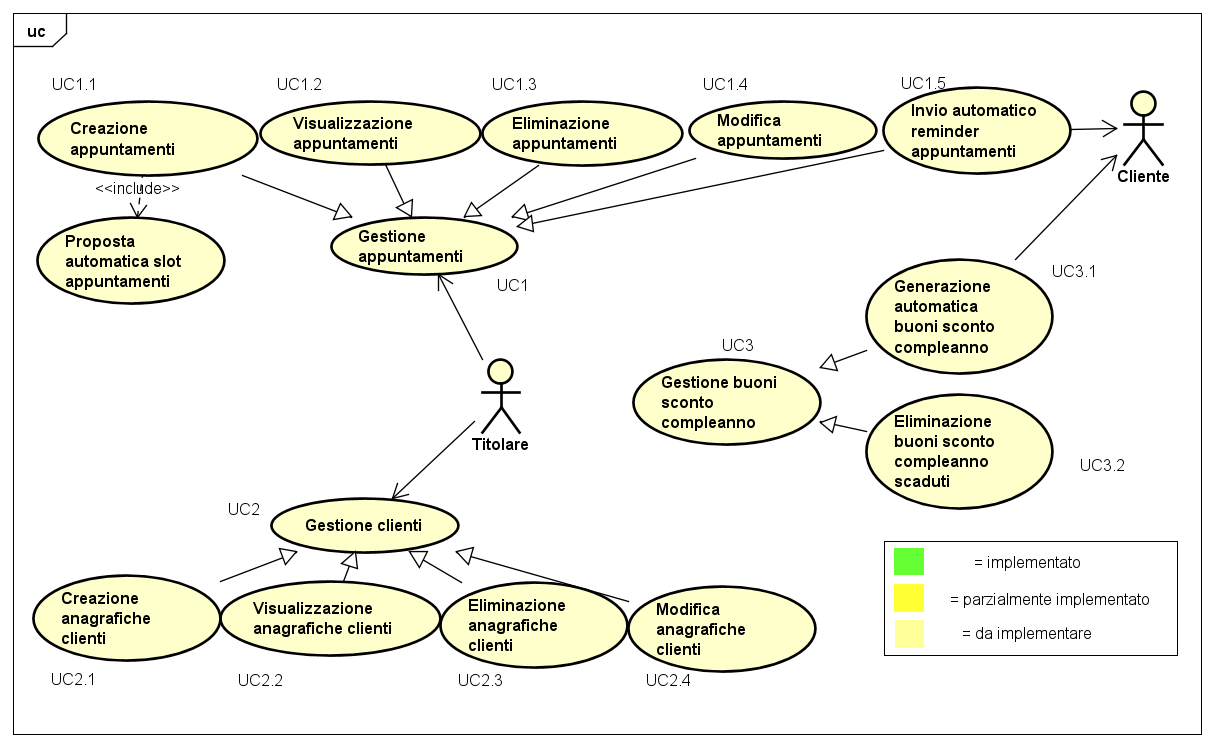 uc
UC1.1
UC1.2
UC1.3
UC1.4
UC1.5
Creazione
appuntamenti
Visualizzazione
appuntamenti
Eliminazione
appuntamenti
Modifica
appuntamenti
Invio automatico
reminder
appuntamenti
Cliente
<<include>>
Proposta
automatica slot
appuntamenti
Gestione
appuntamenti
UC1
UC3.1
Generazione
automatica
buoni sconto
compleanno
UC3
Gestione buoni
sconto
compleanno
Eliminazione
buoni sconto
compleanno
scaduti
UC3.2
Titolare
UC2
Gestione clienti
Creazione
anagrafiche
clienti
Visualizzazione
anagrafiche clienti
Eliminazione
anagrafiche
clienti
Modifica
anagrafiche
clienti
UC2.1
UC2.2
UC2.3
UC2.4
= implementato
= parzialmente implementato
= da implementare